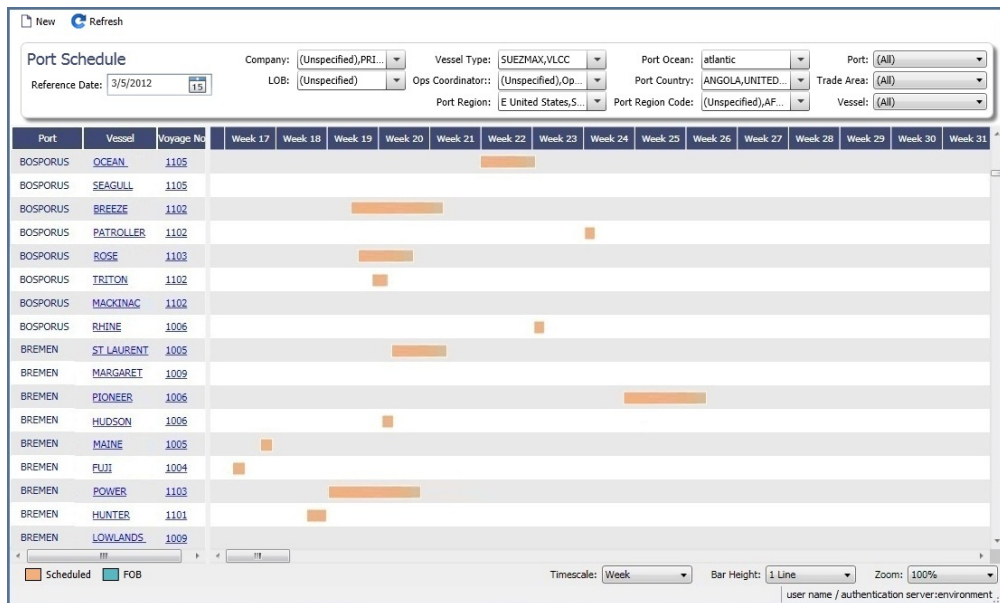 New Refresh
Port Schedule Company: (Unspecified),PRI... Vessel Type: SUEZMAX,VLCC Port Ocean: atlantic Port: (All)
Reference Date: 3/5/2012 15 LOB: (Unspecified) Ops Coordinator:: (Unspecified),Op... Port Country: ANGOLA,UNITED... Trade Area: (All)
Port Region: E United States,S... Port Region Code: (Unspecified),AF... Vessel: (All)
Port Vessel Voyage No Week 17 Week 18 Week 19 Week 20 Week 21 Week 22 Week 23 Week 24 Week 25 Week 26 Week 27 Week 28 Week 29 Week 30 Week 31
BOSPORUS OCEAN 1105
BOSPORUS SEAGULL 1105
BOSPORUS BREEZE 1102
BOSPORUS PATROLLER 1102
BOSPORUS ROSE 1103
BOSPORUS TRITON 1102
BOSPORUS MACKINAC 1102
BOSPORUS RHINE 1006
BREMEN ST LAURENT 1005
BREMEN MARGARET 1009
BREMEN PIONEER 1006
BREMEN HUDSON 1006
BREMEN MAINE 1005
BREMEN FUJI 1004
BREMEN POWER 1103
BREMEN HUNTER 1101
BREMEN LOWLANDS 1009
Scheduled FOB Timescale: Week Bar Height: 1 Line Zoom: 100%
user name / authentication server:environment